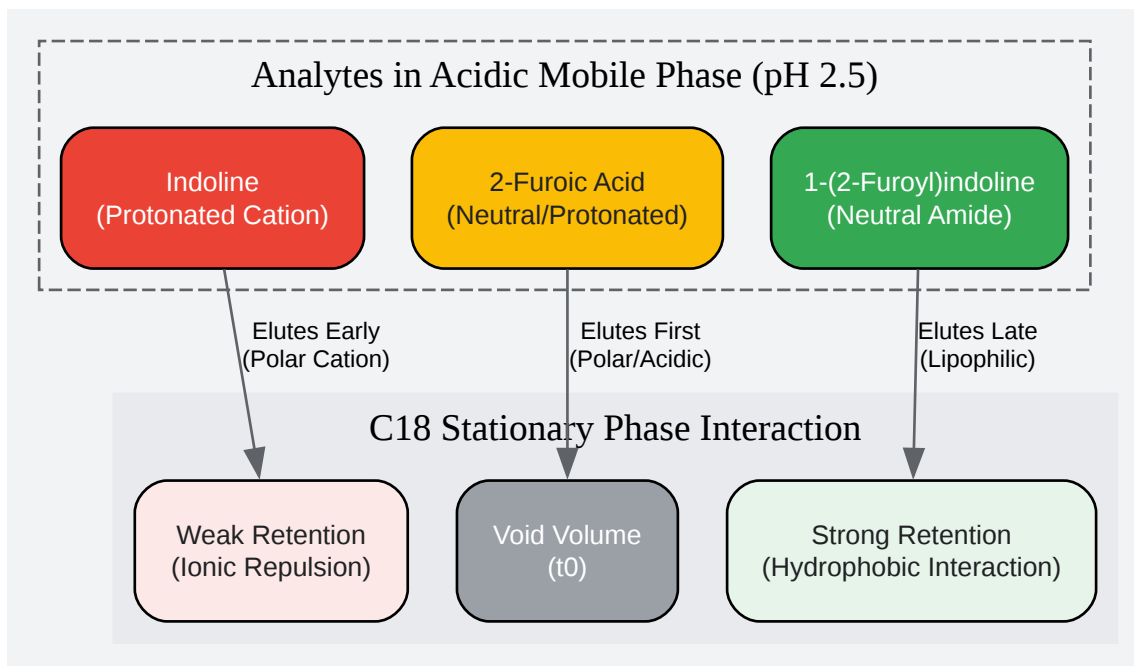 Analytes in Acidic Mobile Phase (pH 2.5)
Indoline
(Protonated Cation)
2-Furoic Acid
(Neutral/Protonated)
1-(2-Furoyl)indoline
(Neutral Amide)
Elutes Early
(Polar Cation)
Elutes First
(Polar/Acidic)
Elutes Late
(Lipophilic)
C18 Stationary Phase Interaction
Weak Retention
(Ionic Repulsion)
Void Volume
(t0)
Strong Retention
(Hydrophobic Interaction)